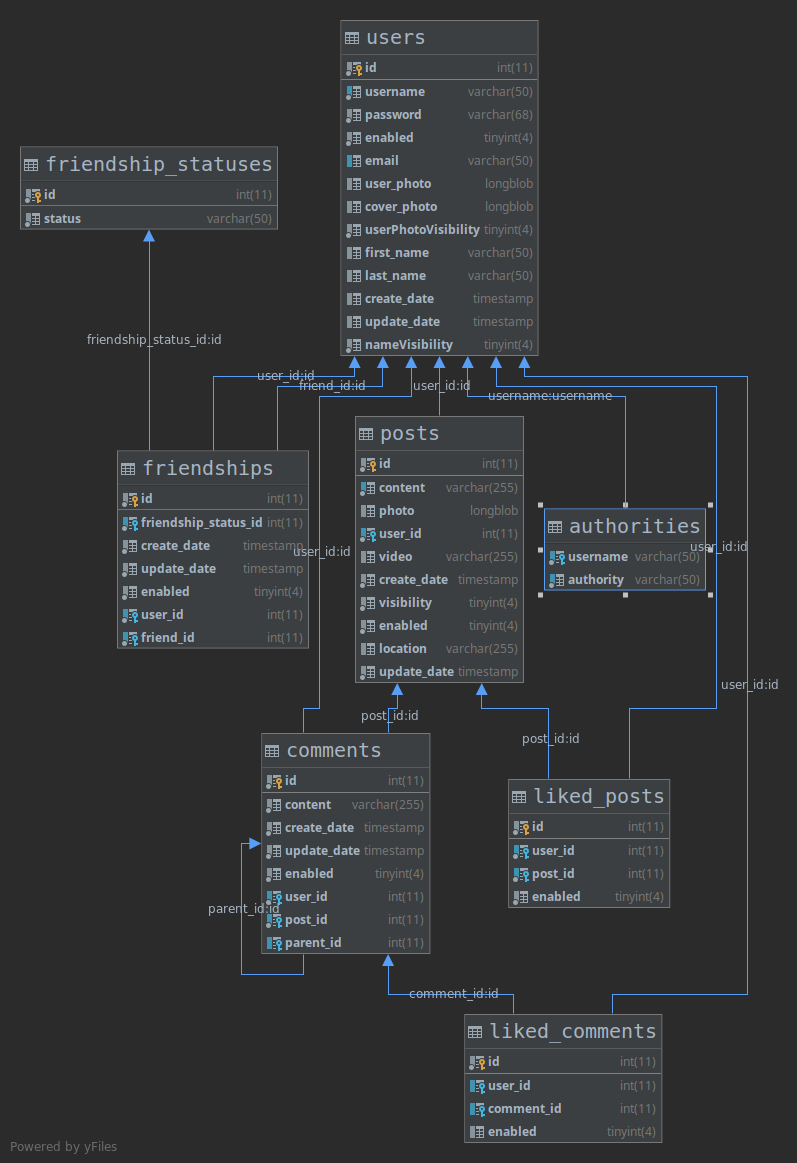 users
id int(11)
username varchar(50)
password varchar(68)
enabled tinyint(4)
email varchar(50)
user_photo longblob
cover_photo longblob
userPhotoVisibility tinyint(4)
first_name varchar(50)
last_name varchar(50)
create_date timestamp
update_date timestamp
nameVisibility tinyint(4)
friendship_statuses
id int(11)
status varchar(50)
friendship_status_id:id
user_id:id
friend_id:id
user_id:id
username:username
friendships
id int(11)
friendship_status_id int(11)
create_date timestamp
update_date timestamp
enabled tinyint(4)
user_id int(11)
friend_id int(11)
user_id:id
posts
id int(11)
content varchar(255)
photo longblob
user_id int(11)
video varchar(255)
create_date timestamp
visibility tinyint(4)
enabled tinyint(4)
location varchar(255)
update_date timestamp
authorities
username varchar(50)
authority varchar(50)
user_id:id
user_id:id
post_id:id
post_id:id
comments
id int(11)
content varchar(255)
create_date timestamp
update_date timestamp
enabled tinyint(4)
user_id int(11)
post_id int(11)
parent_id int(11)
parent_id:id
liked_posts
id int(11)
user_id int(11)
post_id int(11)
enabled tinyint(4)
comment_id:id
liked_comments
id int(11)
user_id int(11)
comment_id int(11)
enabled tinyint(4)
Powered by yFiles